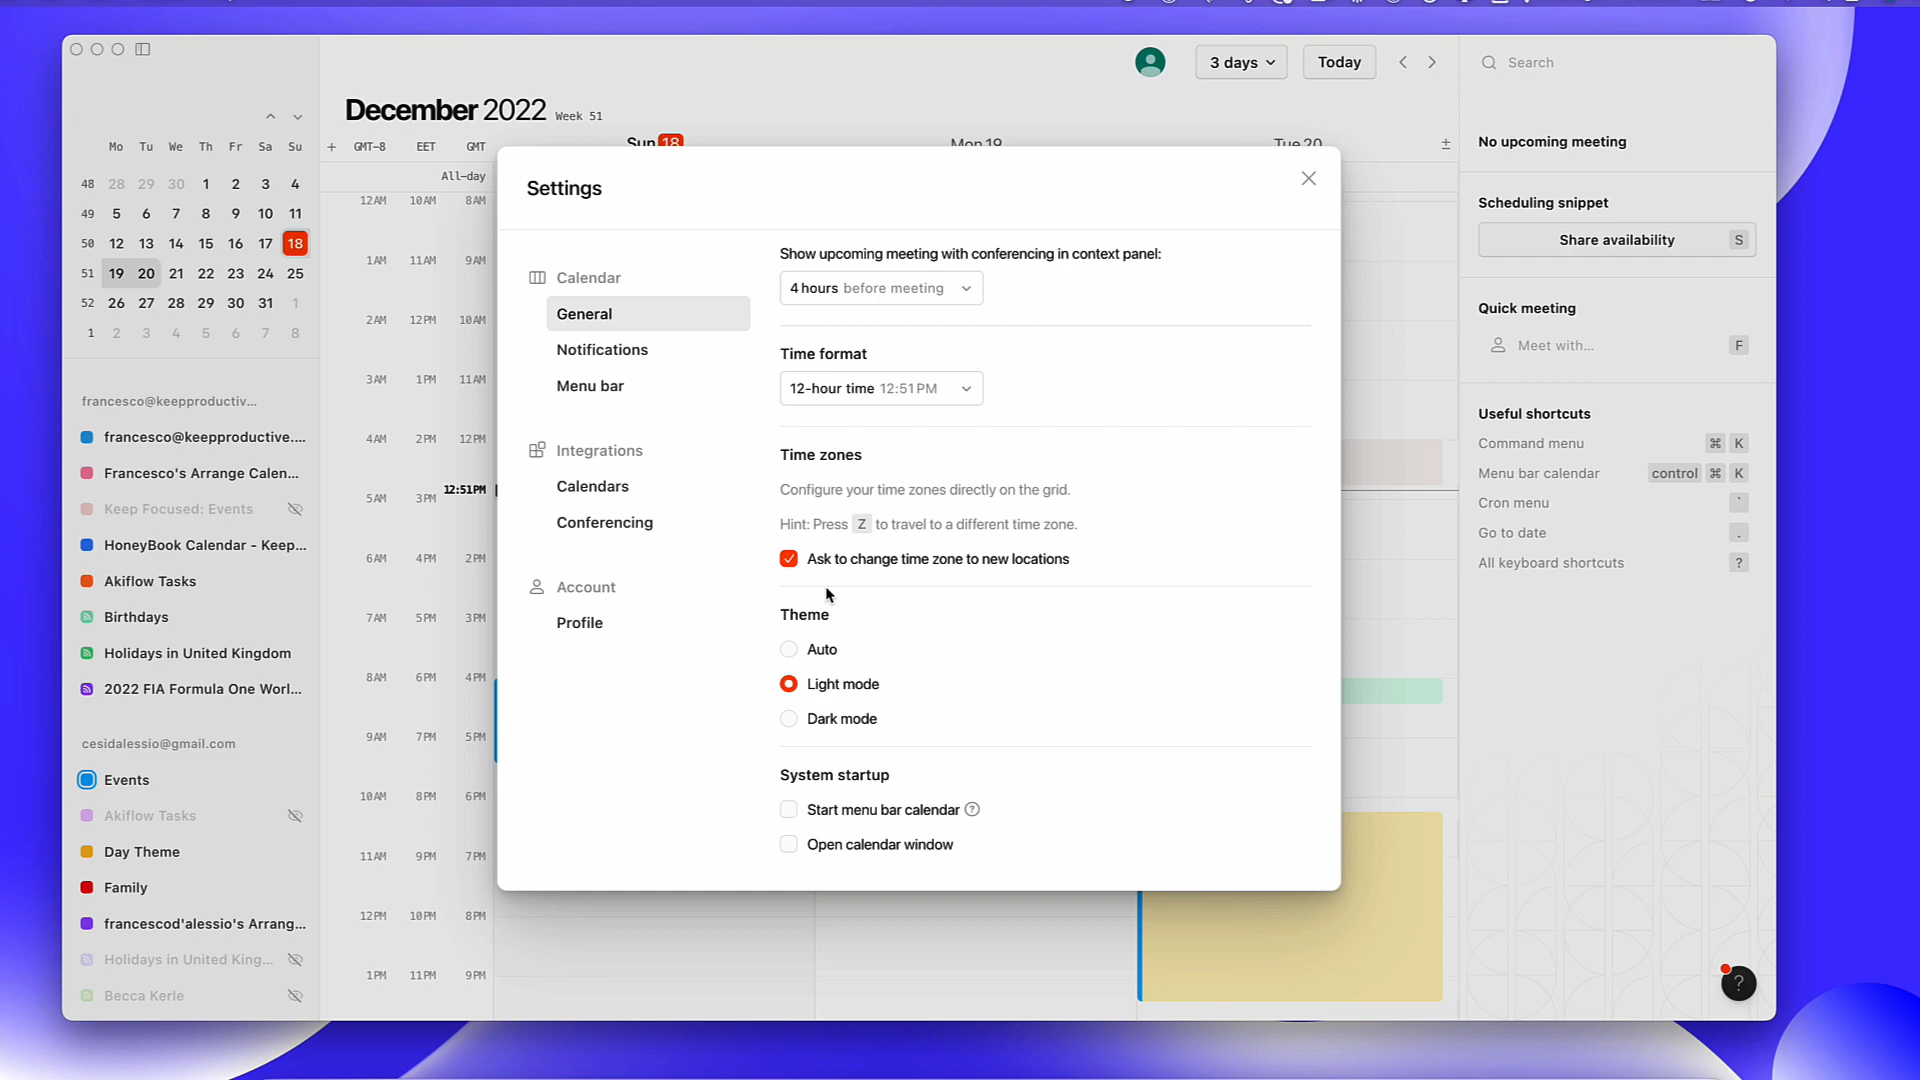 3 days
Today
Search
December 2022 Week 51
Mo Tu We Th Fr Sa Su
48 28 29 30 1 2 3 4
49 5 6 7 8 9 10 11
50 12 13 14 15 16 17 18
51 19 20 21 22 23 24 25
52 26 27 28 29 30 31 1
1 2 3 4 5 6 7 8
francesco@keepproductiv...
francesco@keepproductive....
Francesco's Arrange Calen...
Keep Focused: Events
HoneyBook Calendar - Keep...
Akiflow Tasks
Birthdays
Holidays in United Kingdom
2022 FIA Formula One Worl...
cesidalessio@gmail.com
Events
Akiflow Tasks
Day Theme
Family
francescod'alessio's Arrang...
Holidays in United King...
Becca Kerle
+ GMT-8 EET GMT
Sun 18
Mon 19
Tue 20
All-day
12AM 10AM 8AM
1AM 11AM 9AM
2AM 12PM 10AM
3AM 1PM 11AM
4AM 2PM 12PM
12:51PM
5AM 3PM
6AM 4PM 2PM
7AM 5PM 3PM
8AM 6PM 4PM
9AM 7PM 5PM
10AM 8PM 6PM
11AM 9PM 7PM
12PM 10PM 8PM
1PM 11PM 9PM
Settings
Calendar
General
Notifications
Menu bar
Integrations
Calendars
Conferencing
Account
Profile
Show upcoming meeting with conferencing in context panel:
4 hours before meeting
Time format
12-hour time 12:51 PM
Time zones
Configure your time zones directly on the grid.
Hint: Press Z to travel to a different time zone.
Ask to change time zone to new locations
Theme
Auto
Light mode
Dark mode
System startup
Start menu bar calendar ?
Open calendar window
No upcoming meeting
Scheduling snippet
Share availability S
Quick meeting
Meet with... F
Useful shortcuts
Command menu ⌘ K
Menu bar calendar control ⌘ K
Cron menu `
Go to date .
All keyboard shortcuts ?
?